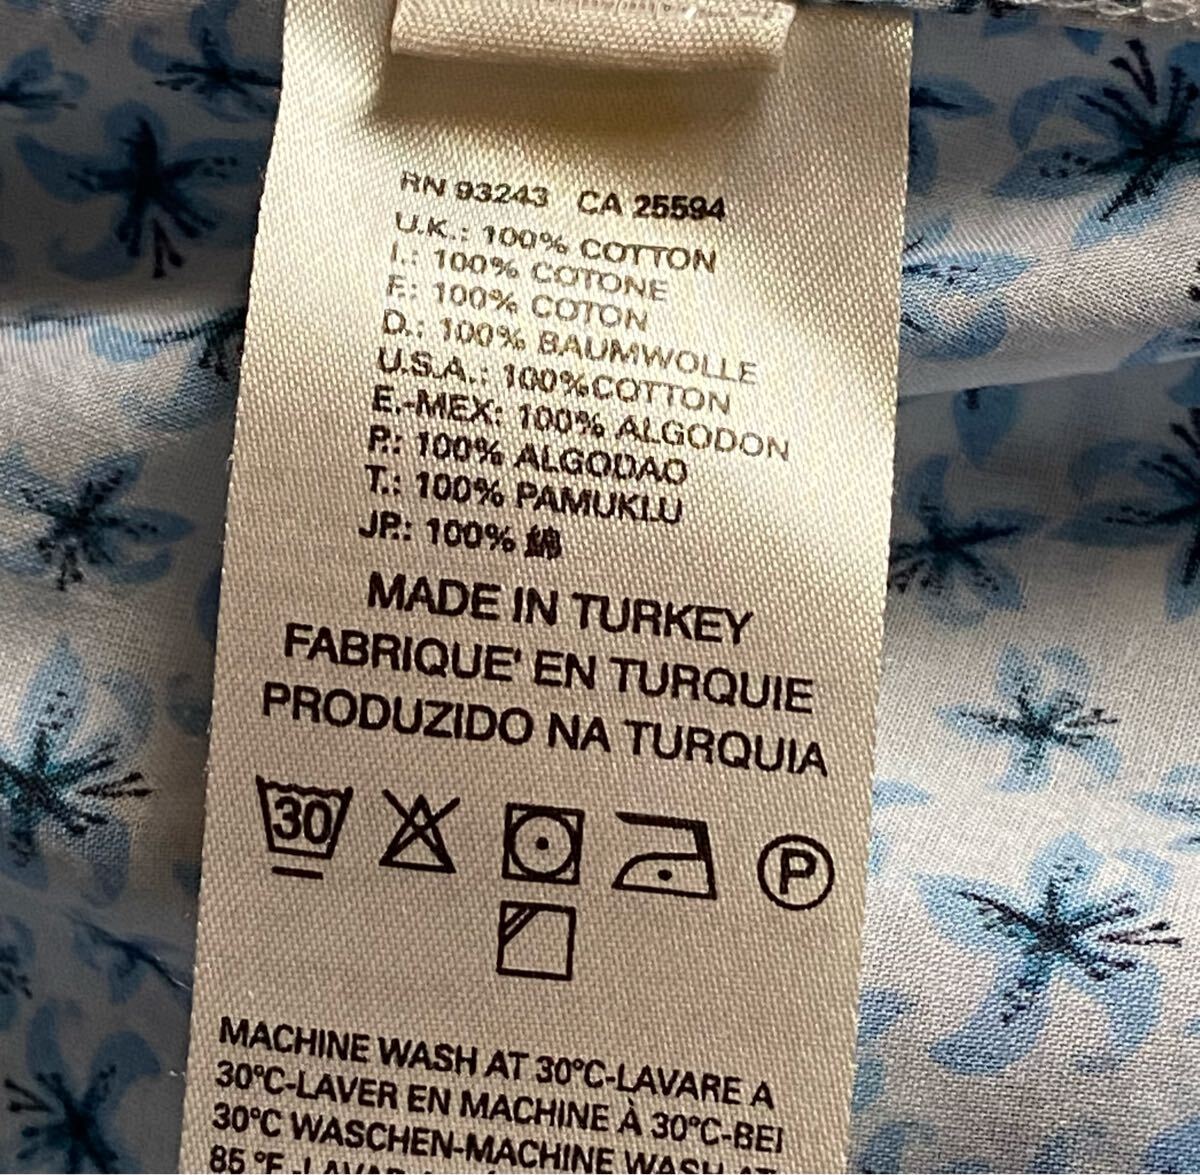 RN 93243 CA 25594
U.K.: 100% COTTON
I.: 100% COTONE
F.: 100% COTON
D.: 100% BAUMWOLLE
U.S.A.: 100%COTTON
E.-MEX: 100% ALGODON
P.: 100% ALGODAO
T.: 100% PAMUKLU
JP.: 100% 綿
MADE IN TURKEY
FABRIQUE' EN TURQUIE
PRODUZIDO NA TURQUIA
30
P
MACHINE WASH AT 30°C-LAVARE A
30°C-LAVER EN MACHINE À 30°C-BEI
30°C WASCHEN-MACHINE WASH AT
85 °F